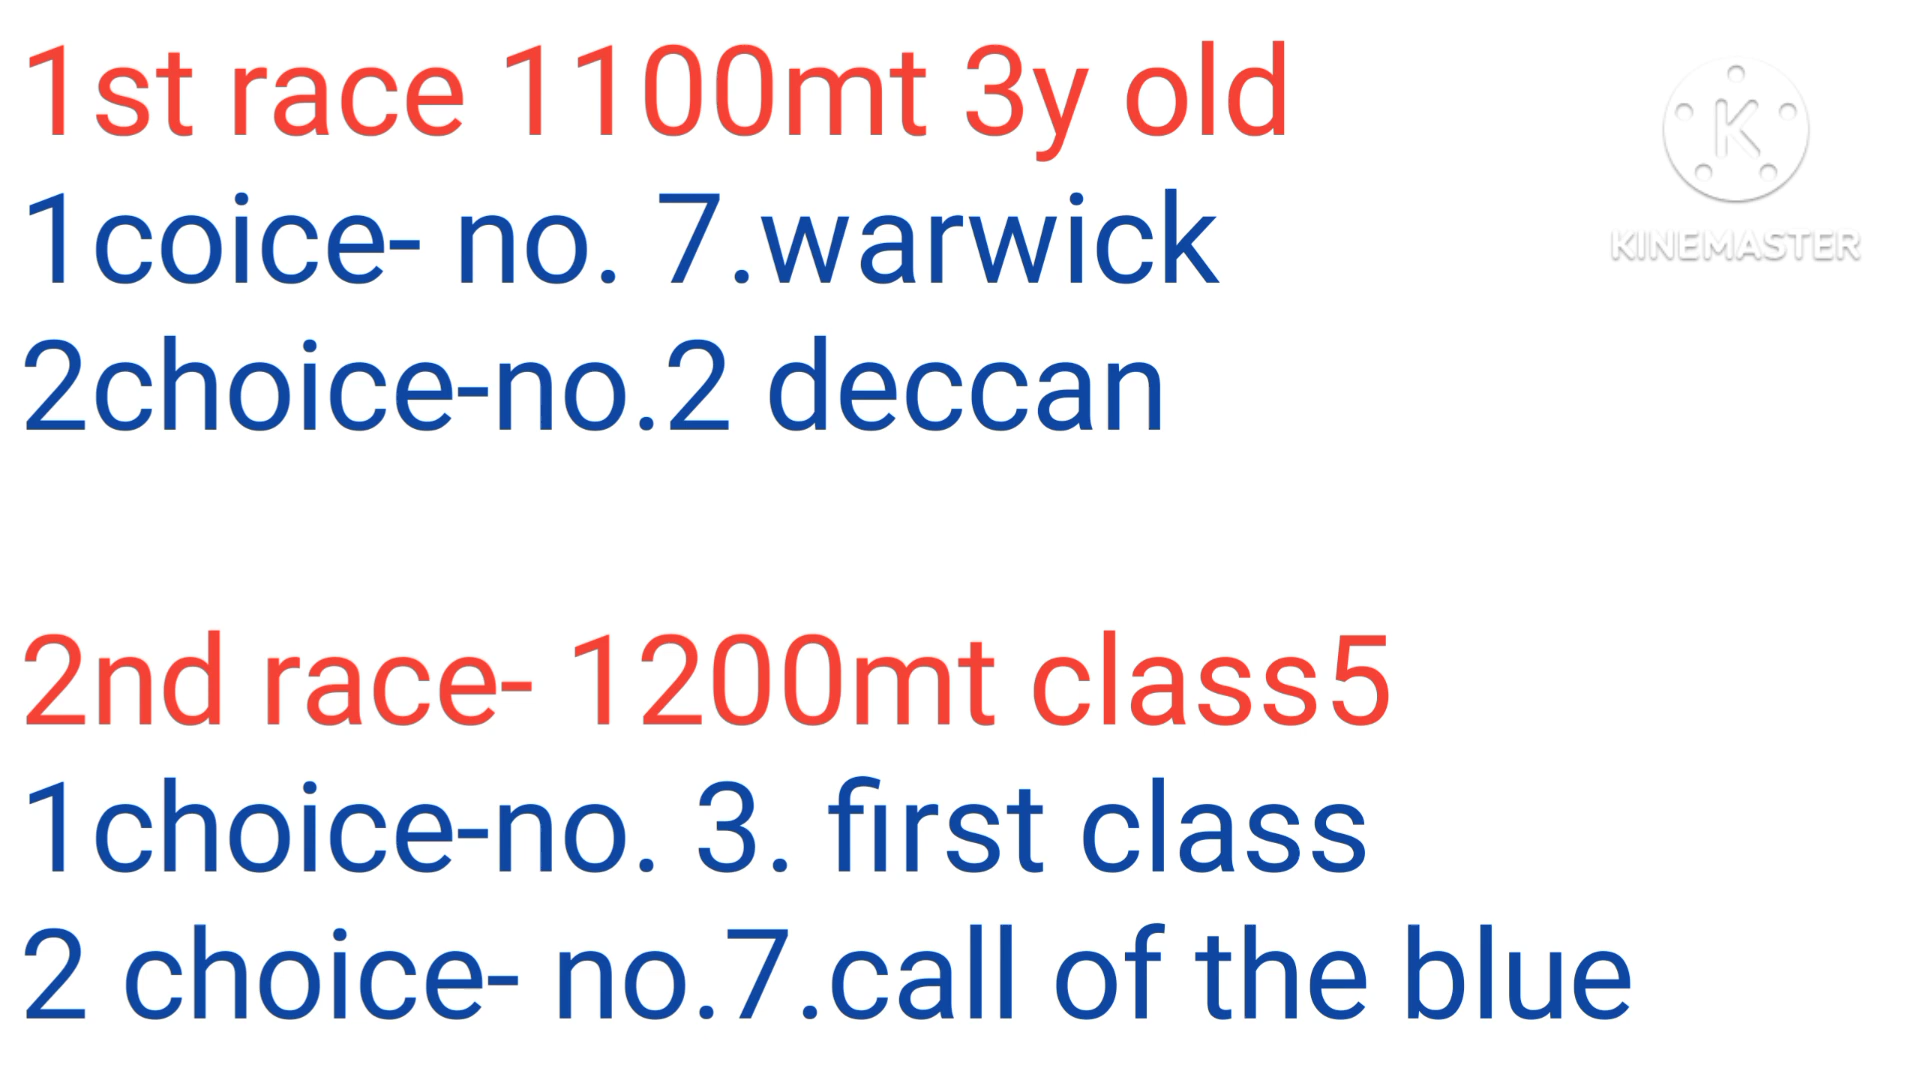 1st race 1100mt 3y old
1coice- no. 7.warwick
2choice-no.2 deccan
2nd race- 1200mt class5
1choice-no. 3. first class
2 choice- no.7.call of the blue
K
KINEMASTER